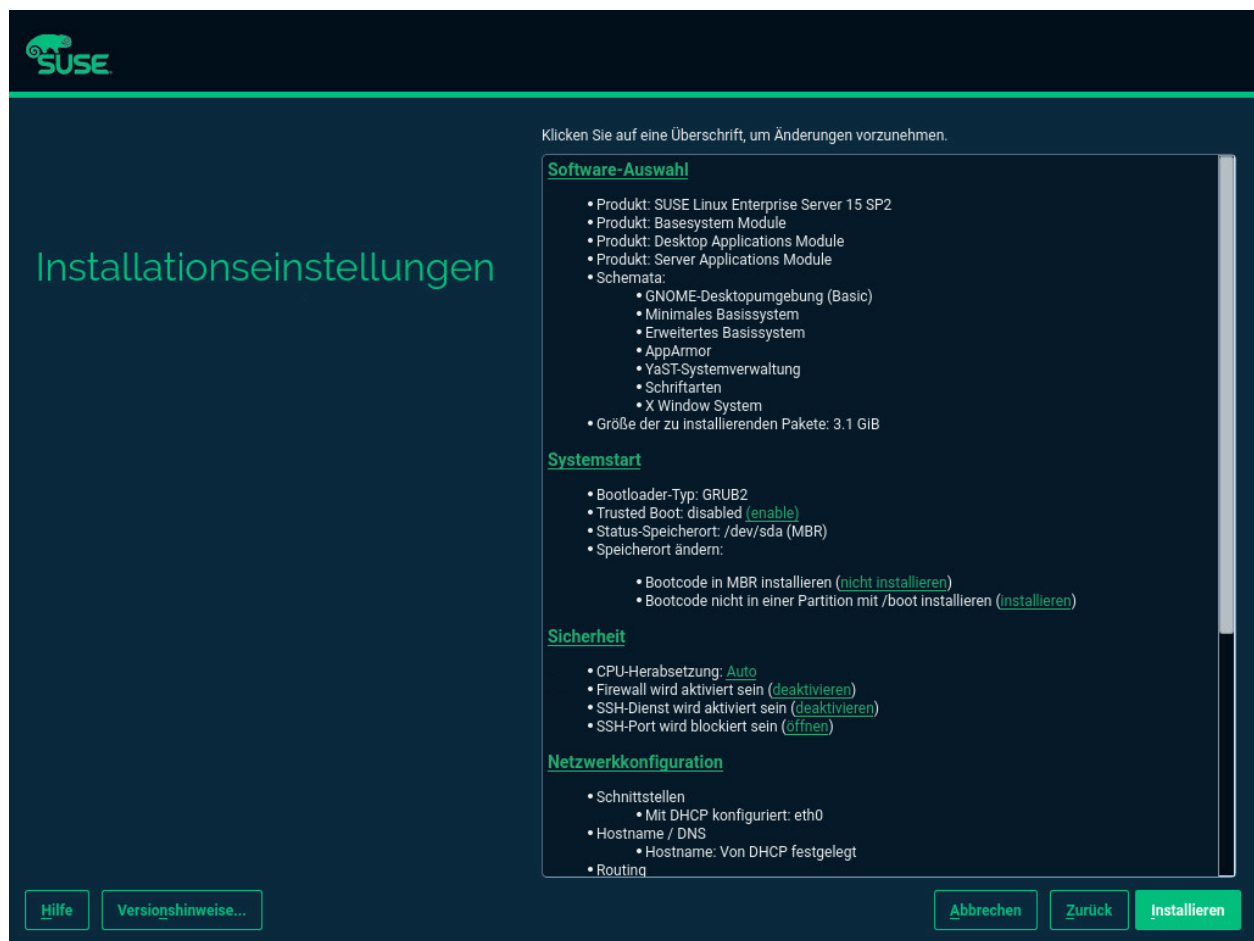 SUSE
Klicken Sie auf eine Überschrift, um Änderungen vorzunehmen.
Installationseinstellungen
Software-Auswahl
• Produkt: SUSE Linux Enterprise Server 15 SP2
• Produkt: Basesystem Module
• Produkt: Desktop Applications Module
• Produkt: Server Applications Module
• Schemata:
• GNOME-Desktopumgebung (Basic)
• Minimales Basissystem
• Erweitertes Basissystem
• AppArmor
• YaST-Systemverwaltung
• Schriftarten
• X Window System
• Größe der zu installierenden Pakete: 3.1 GiB
Systemstart
• Bootloader-Typ: GRUB2
• Trusted Boot: disabled (enable)
• Status-Speicherort: /dev/sda (MBR)
• Speicherort ändern:
• Bootcode in MBR installieren (nicht installieren)
• Bootcode nicht in einer Partition mit /boot installieren (installieren)
Sicherheit
• CPU-Herabsetzung: Auto
• Firewall wird aktiviert sein (deaktivieren)
• SSH-Dienst wird aktiviert sein (deaktivieren)
• SSH-Port wird blockiert sein (öffnen)
Netzwerkkonfiguration
• Schnittstellen
• Mit DHCP konfiguriert: eth0
• Hostname / DNS
• Hostname: Von DHCP festgelegt
• Routing
Hilfe
Versionshinweise...
Abbrechen
Zurück
Installieren